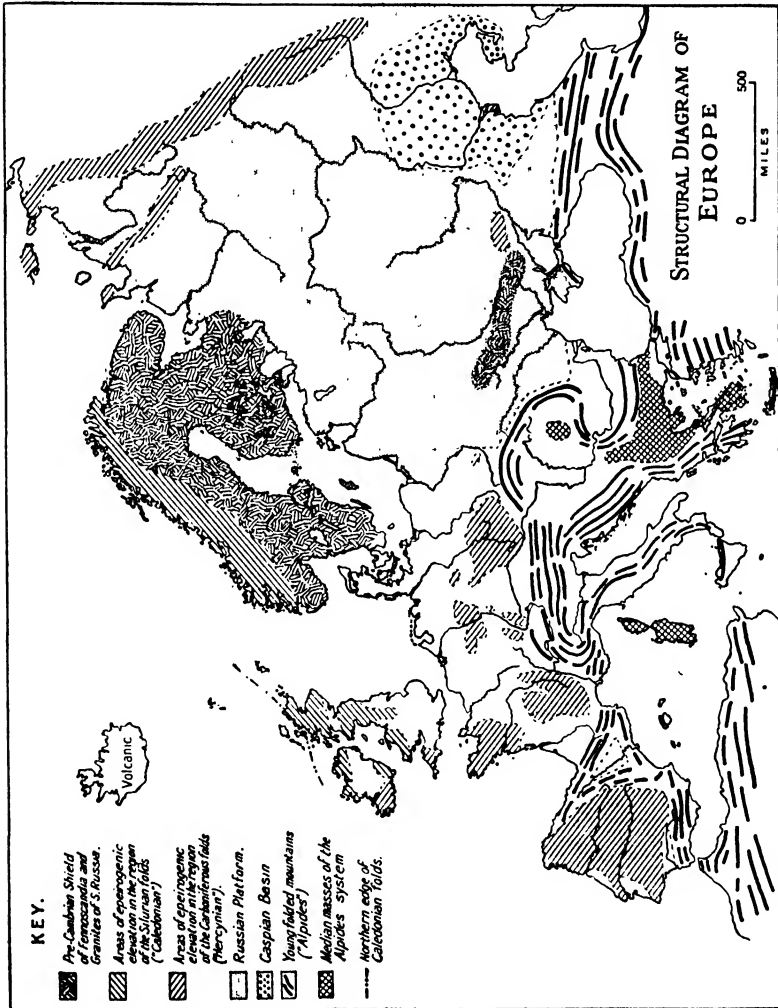 KEY.
Pre-Cambrian Shield
of Fennoscandia and
Granites of S. Russia.
Areas of epeirogenic
elevation in the region
of the Silurian folds
("Caledonian")
Areas of epeirogenic
elevation in the region
of the Carboniferous folds
(Hercynian").
Russian Platform.
Caspian Basin
Young folded mountains
("Alpides")
Median masses of the
Alpides system
Northern edge of
Caledonian folds.
Volcanic
STRUCTURAL DIAGRAM OF
EUROPE
0 500
MILES